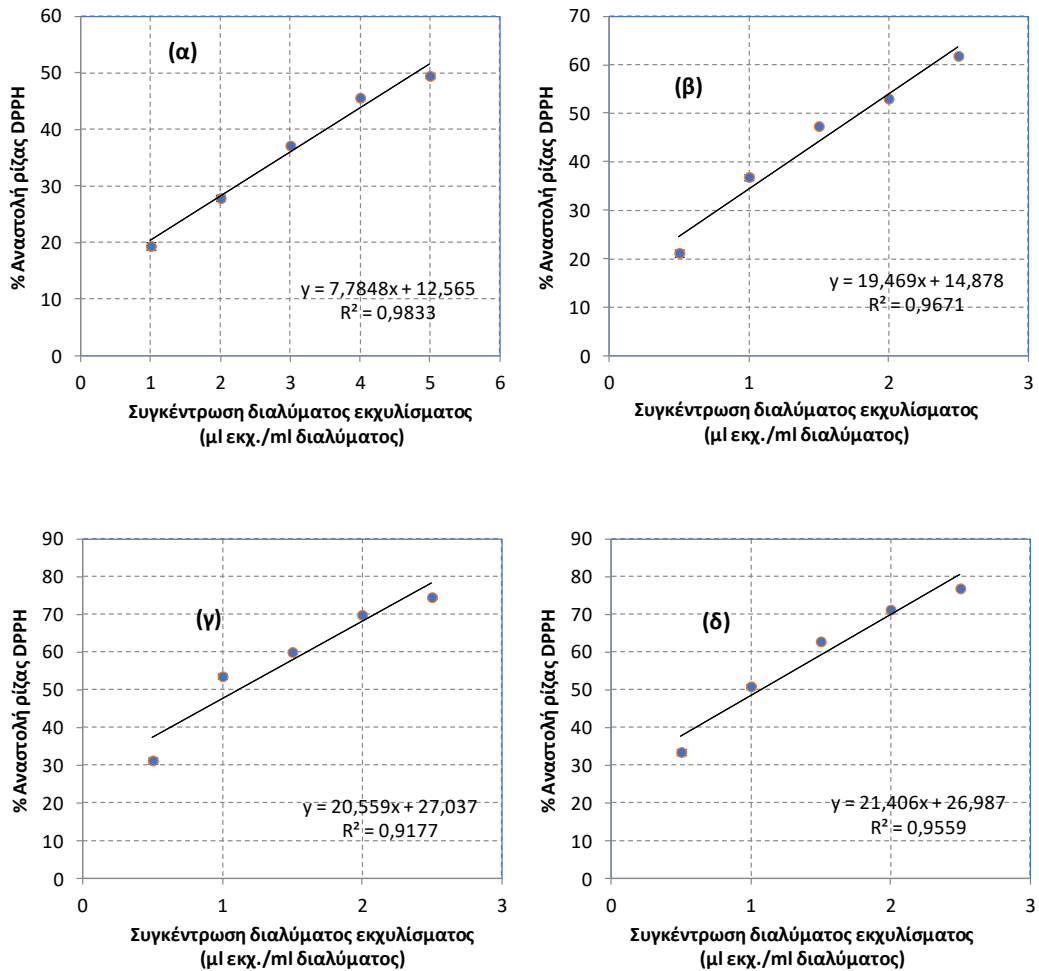 (α)
% Αναστολή ρίζας DPPH
60
50
40
30
20
10
0
y = 7,7848x + 12,565
R² = 0,9833
0 1 2 3 4 5 6
Συγκέντρωση διαλύματος εκχυλίσματος
(μl εκχ./ml διαλύματος)
(β)
% Αναστολή ρίζας DPPH
70
60
50
40
30
20
10
0
y = 19,469x + 14,878
R² = 0,9671
0 1 2 3
Συγκέντρωση διαλύματος εκχυλίσματος
(μl εκχ./ml διαλύματος)
(γ)
% Αναστολή ρίζας DPPH
90
80
70
60
50
40
30
20
10
0
y = 20,559x + 27,037
R² = 0,9177
0 1 2 3
Συγκέντρωση διαλύματος εκχυλίσματος
(μl εκχ./ml διαλύματος)
(δ)
% Αναστολή ρίζας DPPH
90
80
70
60
50
40
30
20
10
0
y = 21,406x + 26,987
R² = 0,9559
0 1 2 3
Συγκέντρωση διαλύματος εκχυλίσματος
(μl εκχ./ml διαλύματος)